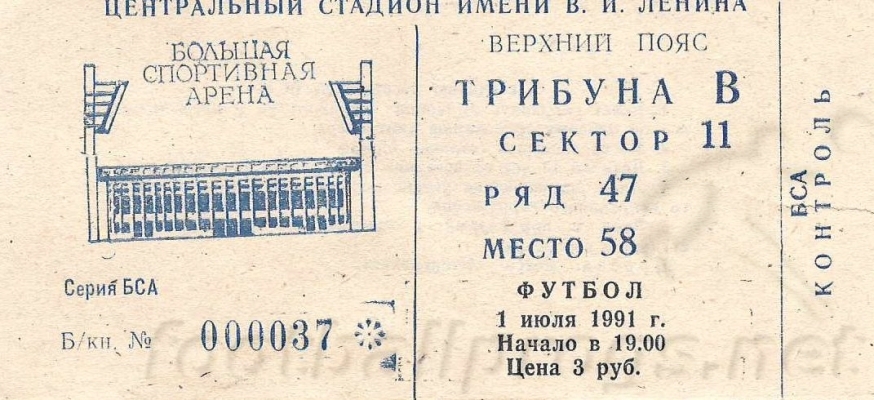 ЦЕНТРАЛЬНЫЙ СТАДИОН ИМЕНИ В. И. ЛЕНИНА
БОЛЬШАЯ
СПОРТИВНАЯ
АРЕНА
Серия БСА
Б/кн. № 000037
ВЕРХНИЙ ПОЯС
ТРИБУНА В
СЕКТОР 11
РЯД 47
МЕСТО 58
ФУТБОЛ
1 июля 1991 г.
Начало в 19.00
Цена 3 руб.
БСА
КОНТРОЛЬ